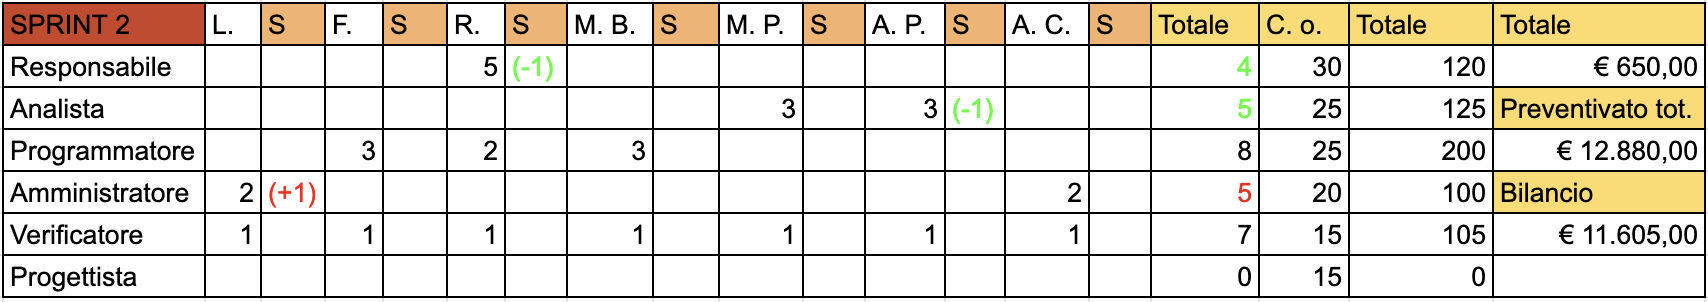 SPRINT 2 L. S F. S R. S M. B. S M. P. S A. P. S A. C. S Totale C. o. Totale Totale
Responsabile 5 (-1) 4 30 120 € 650,00
Analista 3 3 (-1) 5 25 125 Preventivato tot.
Programmatore 3 2 3 8 25 200 € 12.880,00
Amministratore 2 (+1) 2 5 20 100 Bilancio
Verificatore 1 1 1 1 1 1 1 7 15 105 € 11.605,00
Progettista 0 15 0